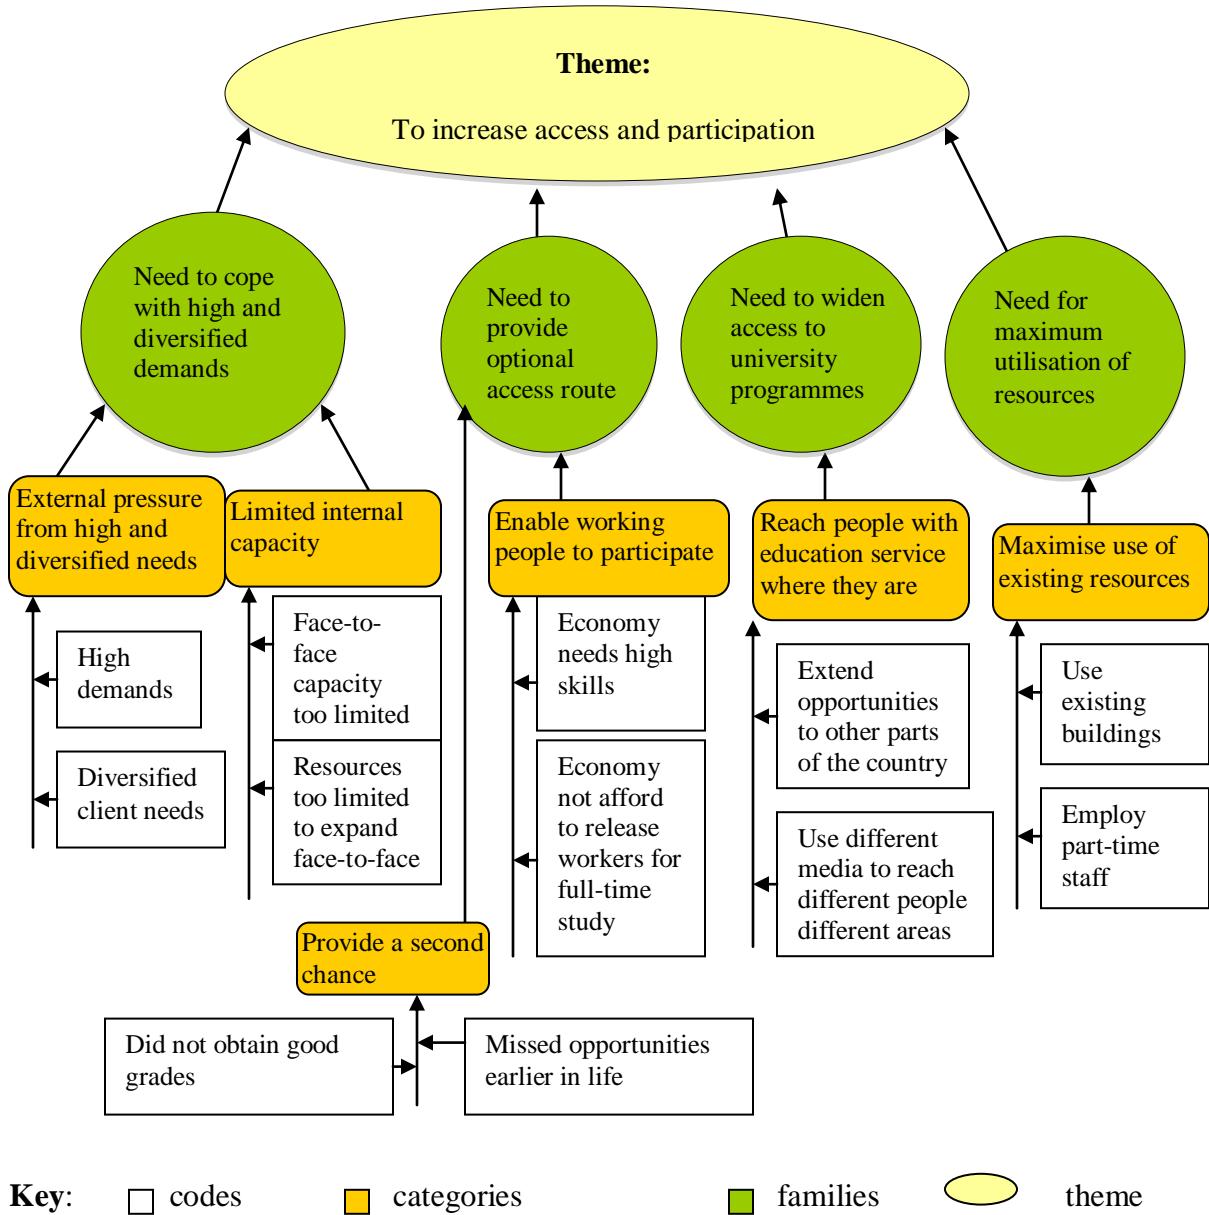 Theme:
To increase access and participation
Need to cope
with high and
diversified
demands
Need to
provide
optional
access route
Need to widen
access to
university
programmes
Need for
maximum
utilisation of
resources
External pressure
from high and
diversified needs
Limited internal
capacity
Enable working
people to participate
Reach people with
education service
where they are
Maximise use of
existing resources
High
demands
Diversified
client needs
Face-to-
face
capacity
too limited
Resources
too limited
to expand
face-to-face
Economy
needs high
skills
Economy
not afford
to release
workers for
full-time
study
Extend
opportunities
to other parts
of the country
Use different
media to reach
different people
different areas
Use
existing
buildings
Employ
part-time
staff
Provide a second
chance
Did not obtain good
grades
Missed opportunities
earlier in life
Key: codes categories families theme